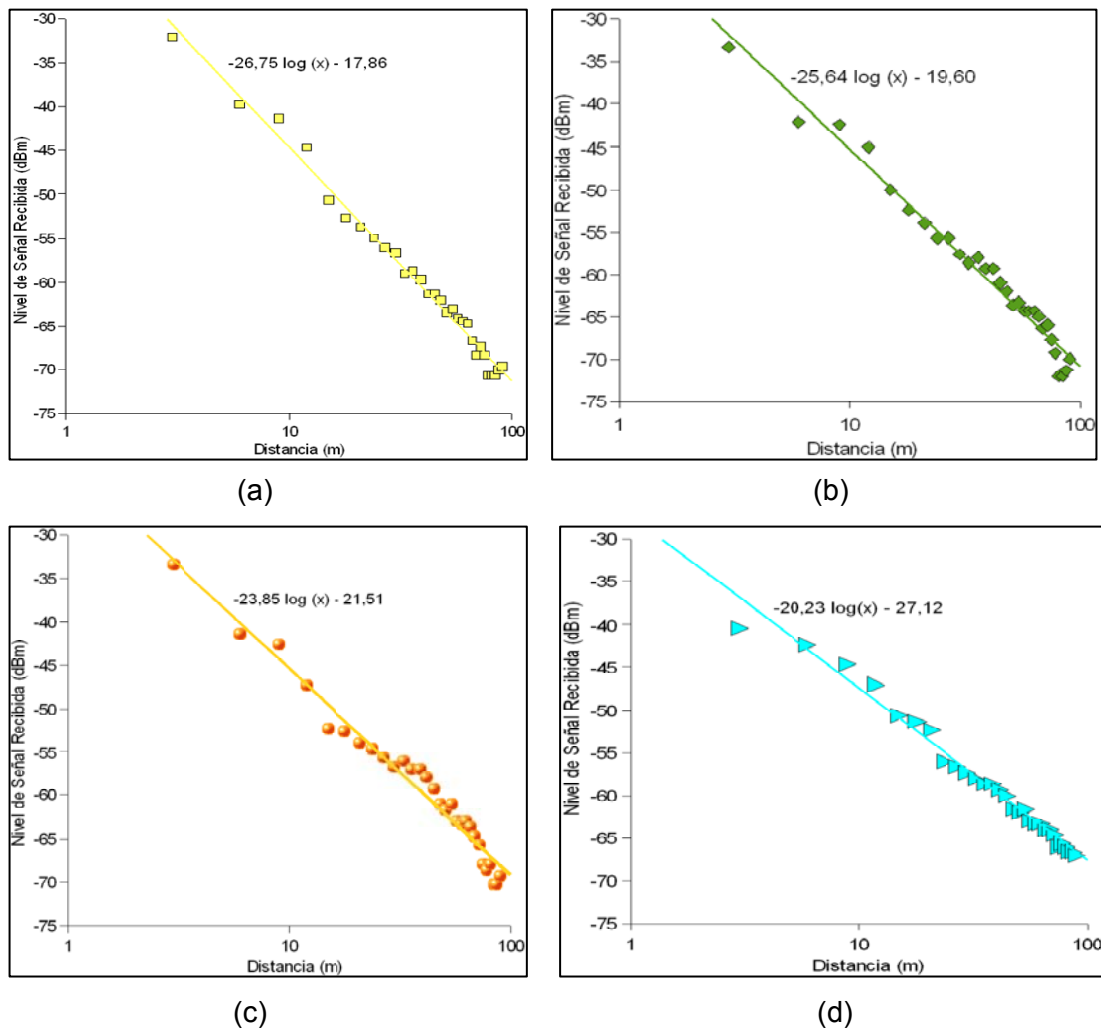 -30
-35
-40
-45
-50
-55
-60
-65
-70
-75
Nivel de Señal Recibida (dBm)
-26,75 log (x) - 17,86
1 10 100
Distancia (m)
(a)
-30
-35
-40
-45
-50
-55
-60
-65
-70
-75
Nivel de Señal Recibida (dBm)
-25,64 log (x) - 19,60
1 10 100
Distancia (m)
(b)
-30
-35
-40
-45
-50
-55
-60
-65
-70
-75
Nivel de Señal Recibida (dBm)
-23,85 log (x) - 21,51
1 10 100
Distancia (m)
(c)
-30
-35
-40
-45
-50
-55
-60
-65
-70
-75
Nivel de Señal Recibida (dBm)
-20,23 log(x) - 27,12
1 10 100
Distancia (m)
(d)